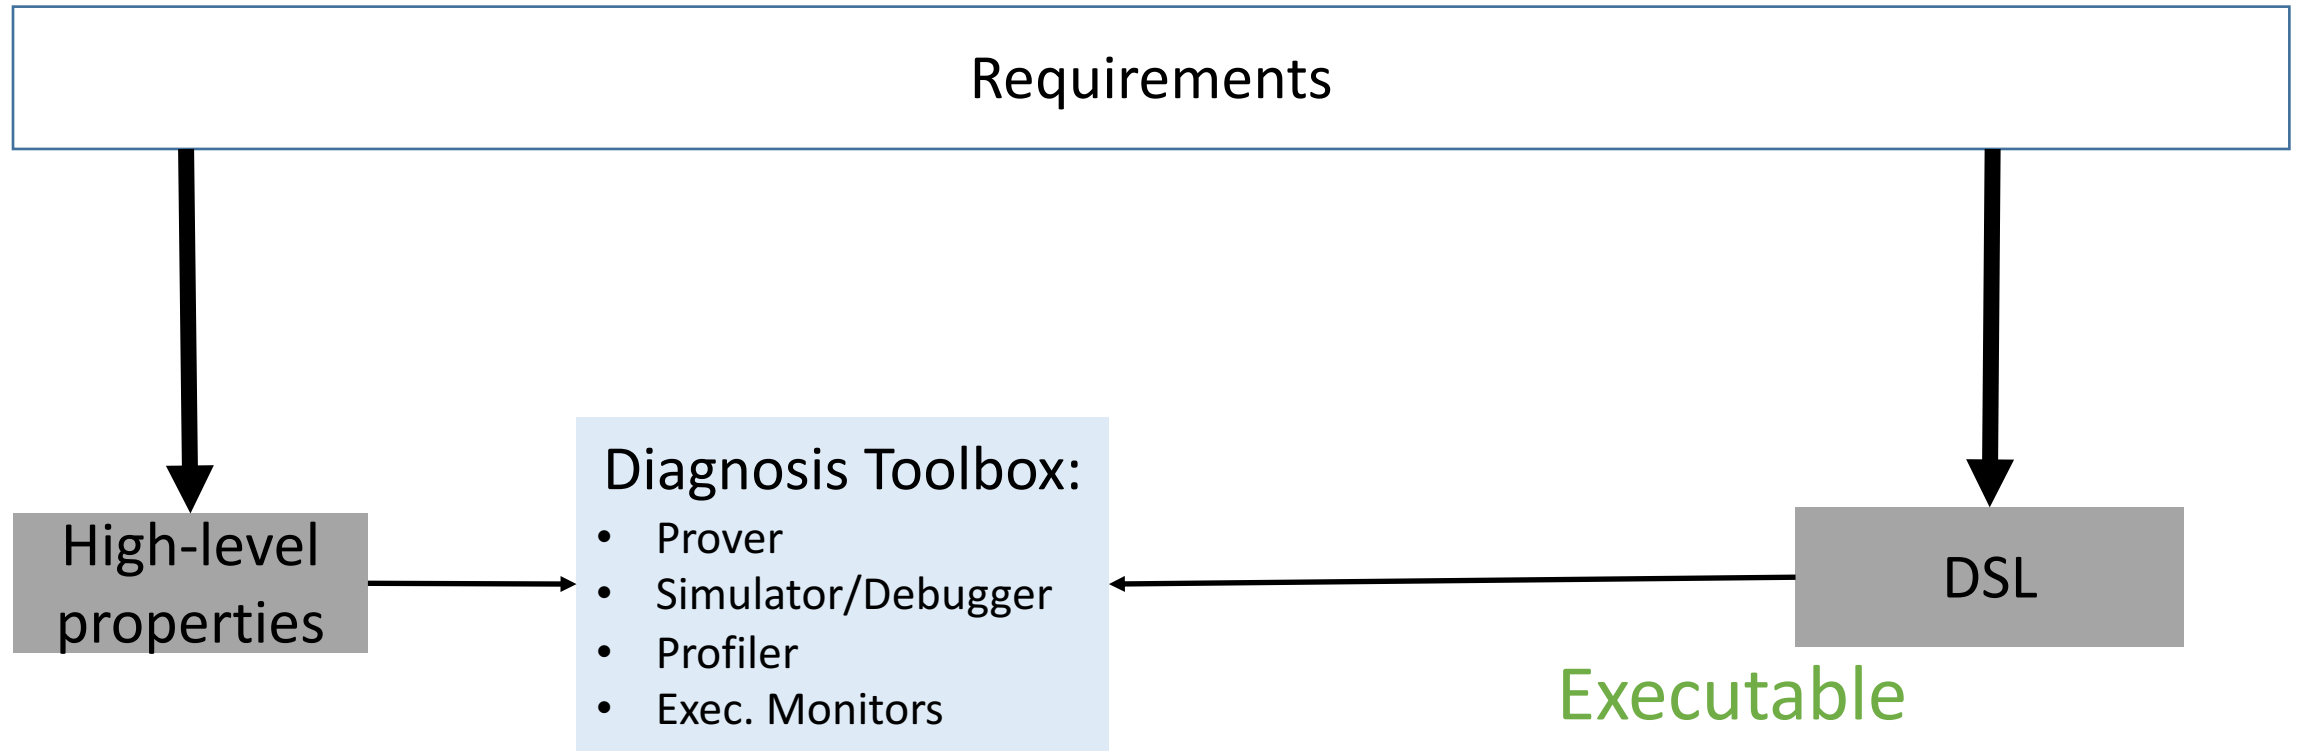 Requirements
High-level
properties
Diagnosis Toolbox:
• Prover
• Simulator/Debugger
• Profiler
• Exec. Monitors
DSL
Executable